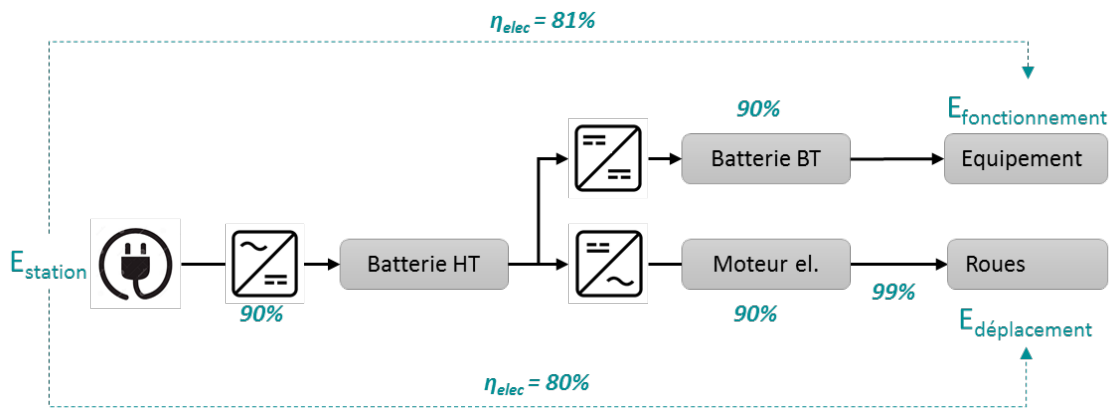 ηelec = 81%
Efonctionnement
90%
Batterie BT
Equipement
Estation
Batterie HT
Moteur el.
Roues
90%
90%
99%
Edéplacement
ηelec = 80%